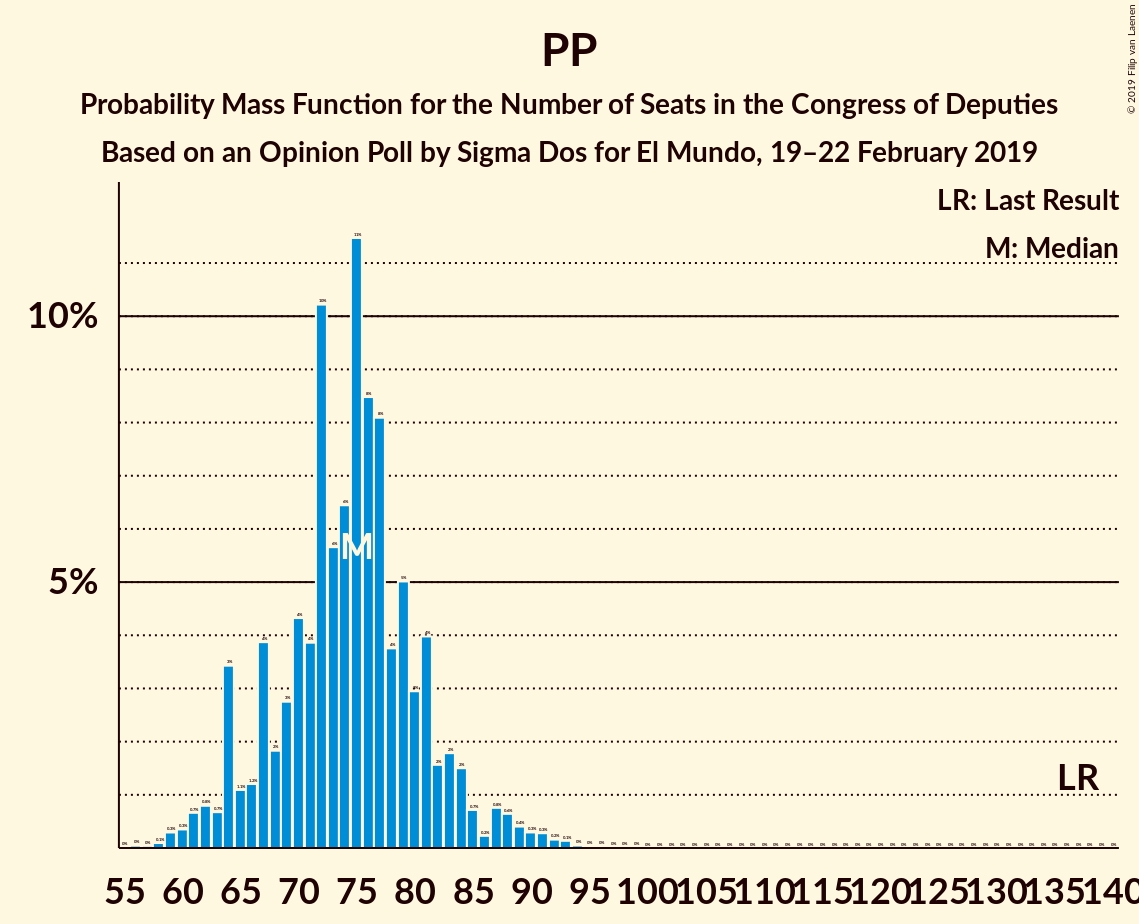 PP
Probability Mass Function for the Number of Seats in the Congress of Deputies
Based on an Opinion Poll by Sigma Dos for El Mundo, 19–22 February 2019
© 2019 Filip van Laenen
LR: Last Result
M: Median
10%
5%
M
LR
55 60 65 70 75 80 85 90 95 100 105 110 115 120 125 130 135 140